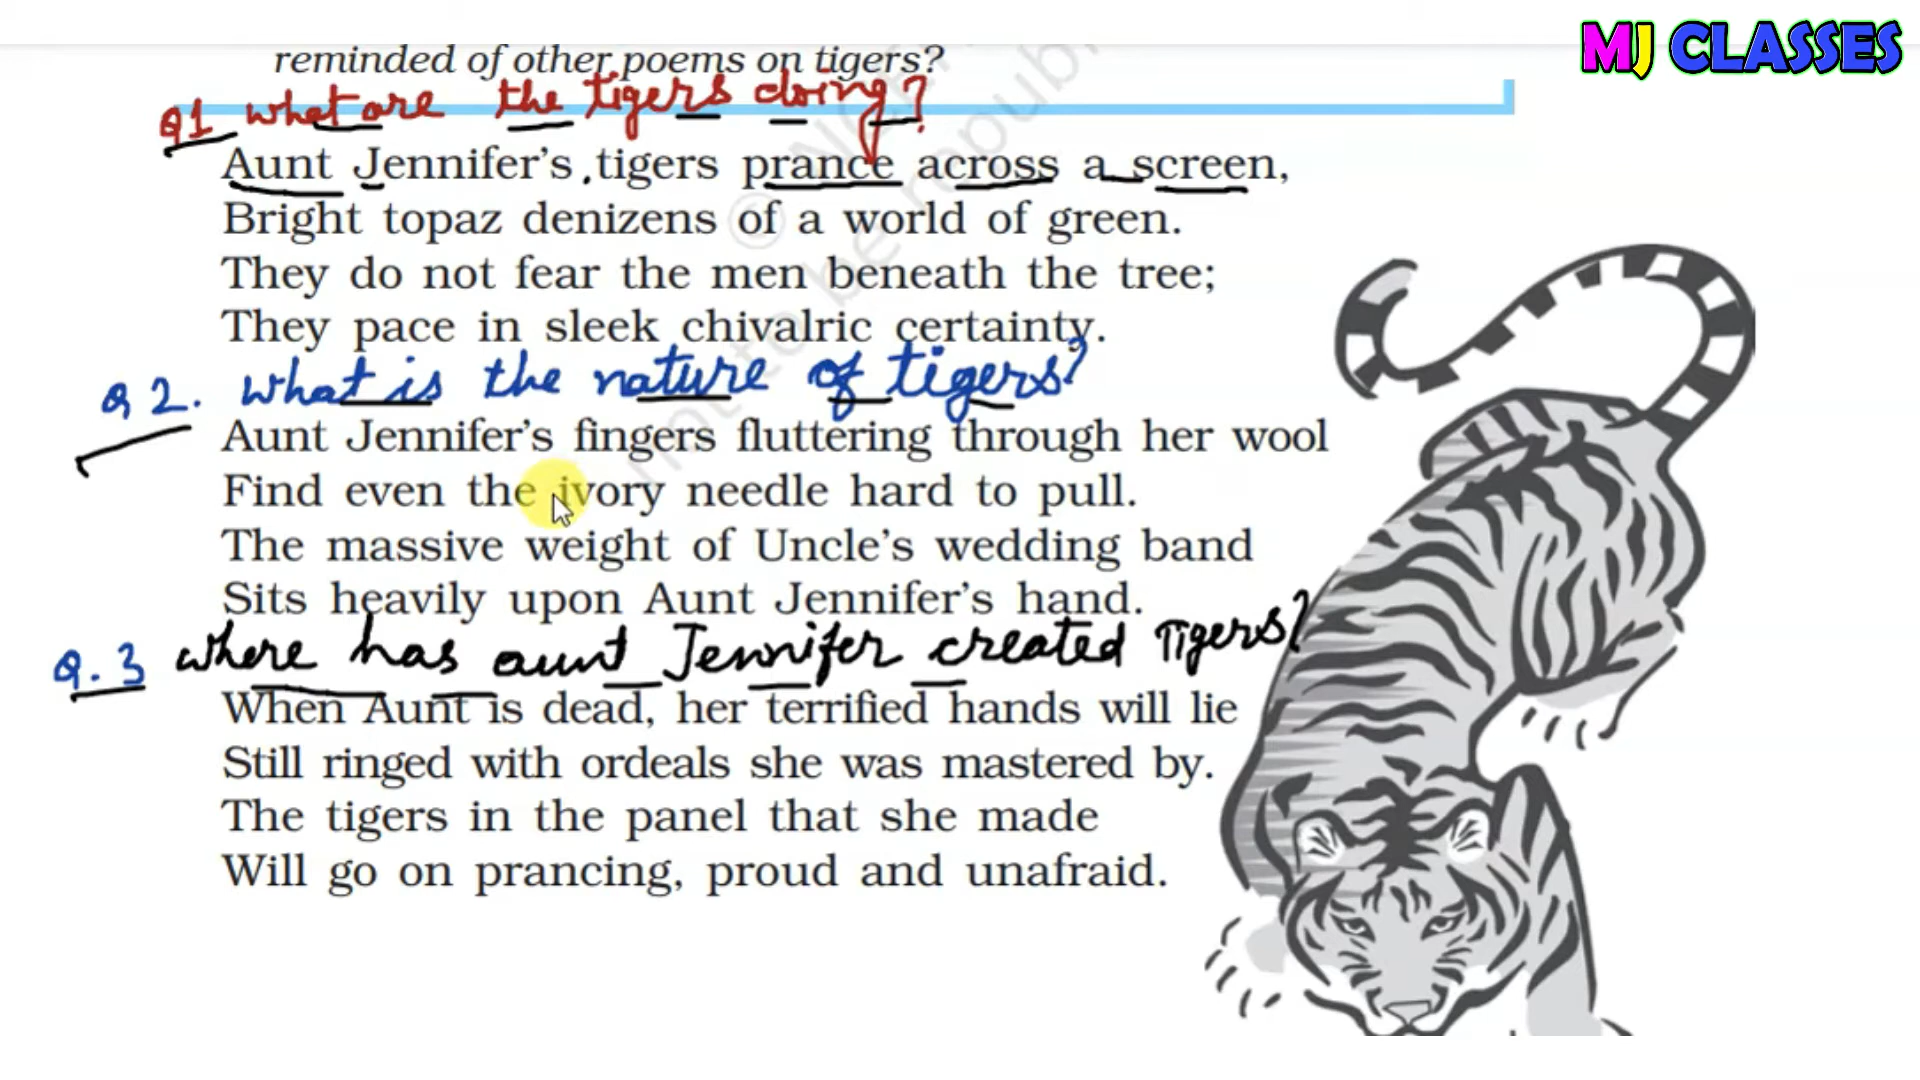 MJ CLASSES
reminded of other poems on tigers?
Q1 what are the tigers doing?
Aunt Jennifer's tigers prance across a screen,
Bright topaz denizens of a world of green.
They do not fear the men beneath the tree;
They pace in sleek chivalric certainty.
Q 2. what is the nature of tigers?
Aunt Jennifer's fingers fluttering through her wool
Find even the ivory needle hard to pull.
The massive weight of Uncle's wedding band
Sits heavily upon Aunt Jennifer's hand.
Q.3 where has aunt Jennifer created Tigers?
When Aunt is dead, her terrified hands will lie
Still ringed with ordeals she was mastered by.
The tigers in the panel that she made
Will go on prancing, proud and unafraid.
not to be republ